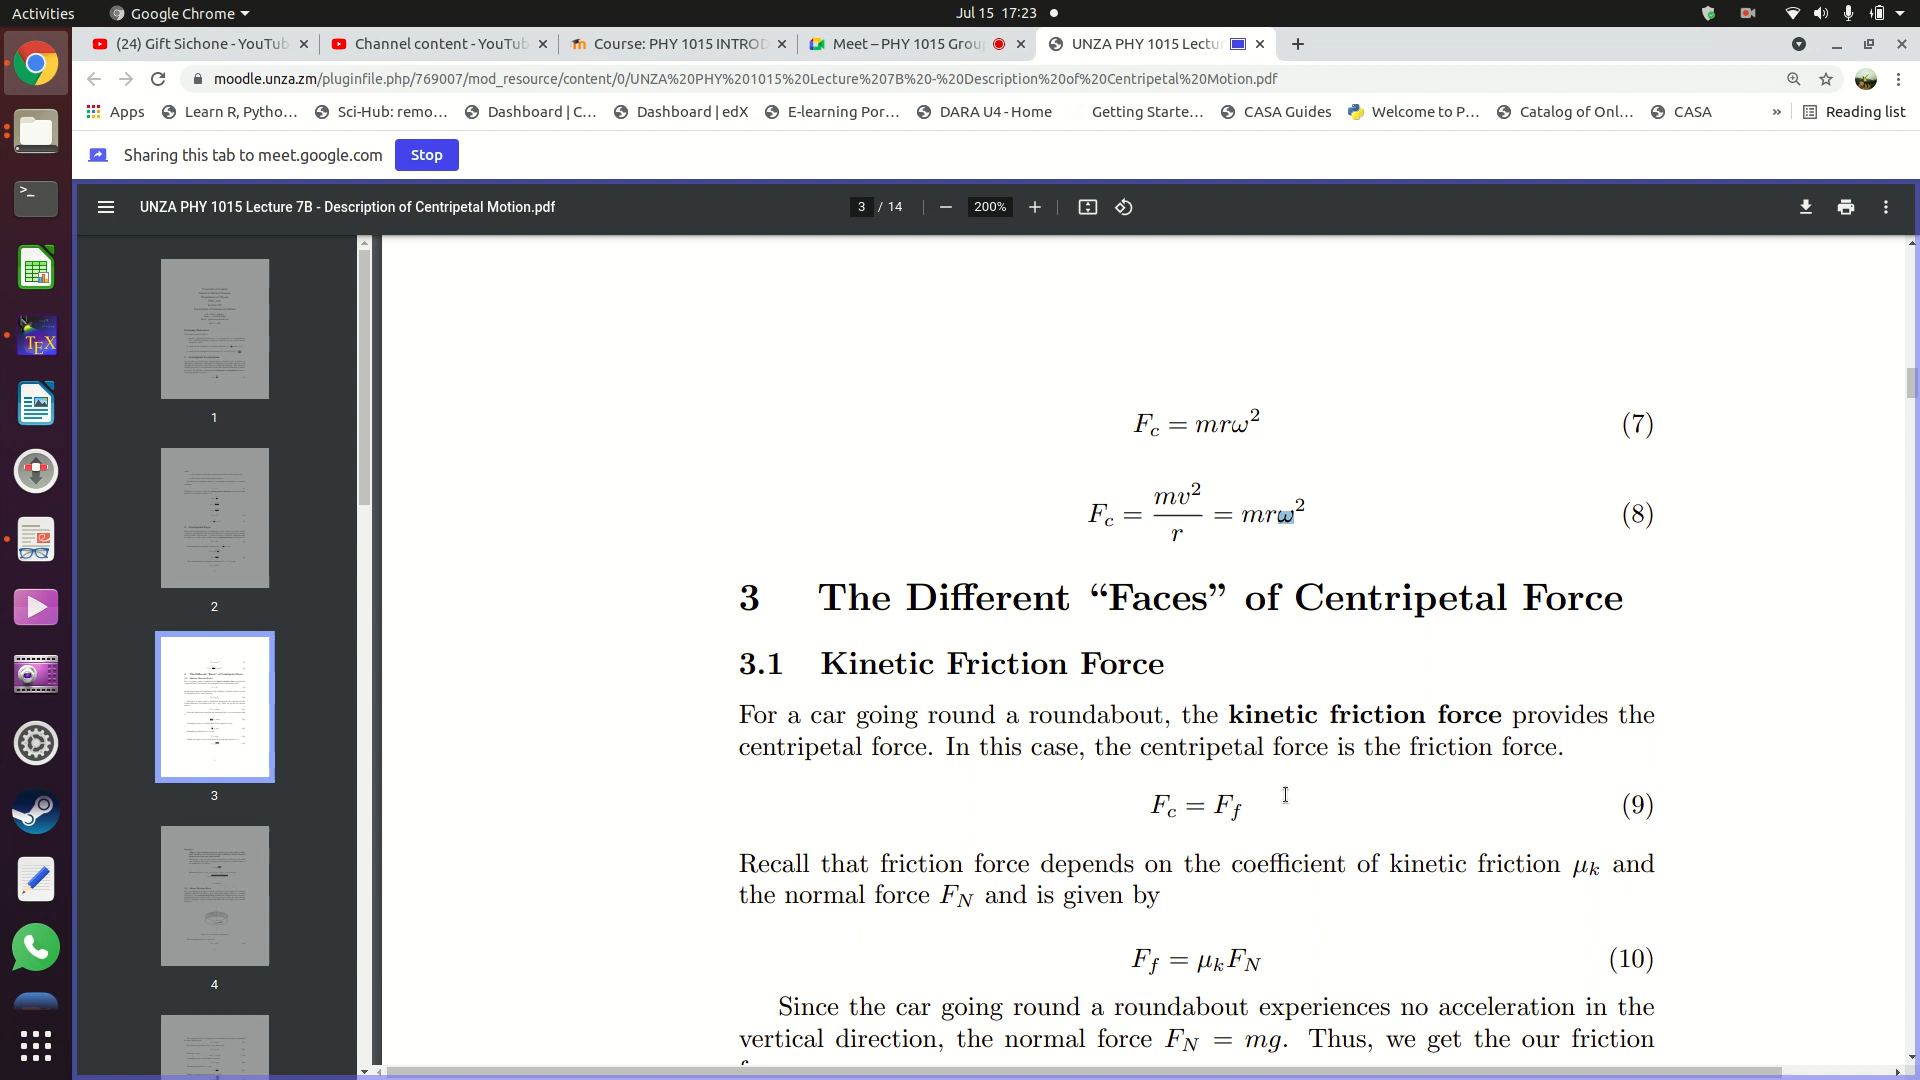 Activities Google Chrome Jul 15 17:23
(24) Gift Sichone - YouTub Channel content - YouTub Course: PHY 1015 INTROD Meet – PHY 1015 Grou UNZA PHY 1015 Lectur
moodle.unza.zm/pluginfile.php/769007/mod_resource/content/0/UNZA%20PHY%201015%20Lecture%207B%20-%20Description%20of%20Centripetal%20Motion.pdf
Apps Learn R, Pytho... Sci-Hub: remo... Dashboard | C... Dashboard | edX E-learning Por... DARA U4 - Home Getting Starte... CASA Guides Welcome to P... Catalog of Onl... CASA » Reading list
Sharing this tab to meet.google.com Stop
UNZA PHY 1015 Lecture 7B - Description of Centripetal Motion.pdf 3 / 14 200%
1
2
3
4
F_c = mrω² (7)
F_c = mv²/r = mrω² (8)
3 The Different “Faces” of Centripetal Force
3.1 Kinetic Friction Force
For a car going round a roundabout, the kinetic friction force provides the
centripetal force. In this case, the centripetal force is the friction force.
F_c = F_f (9)
Recall that friction force depends on the coefficient of kinetic friction μ_k and
the normal force F_N and is given by
F_f = μ_k F_N (10)
Since the car going round a roundabout experiences no acceleration in the
vertical direction, the normal force F_N = mg. Thus, we get the our friction